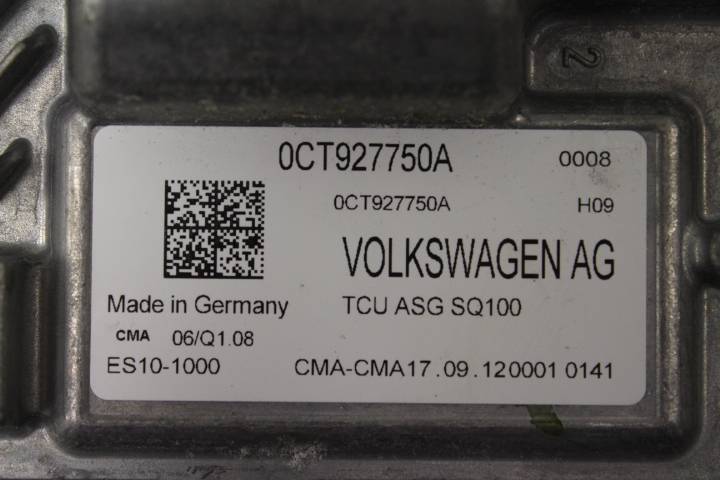 2
0CT927750A 0008
0CT927750A H09
VOLKSWAGEN AG
Made in Germany TCU ASG SQ100
CMA 06/Q1.08
ES10-1000 CMA-CMA17.09.120001 0141